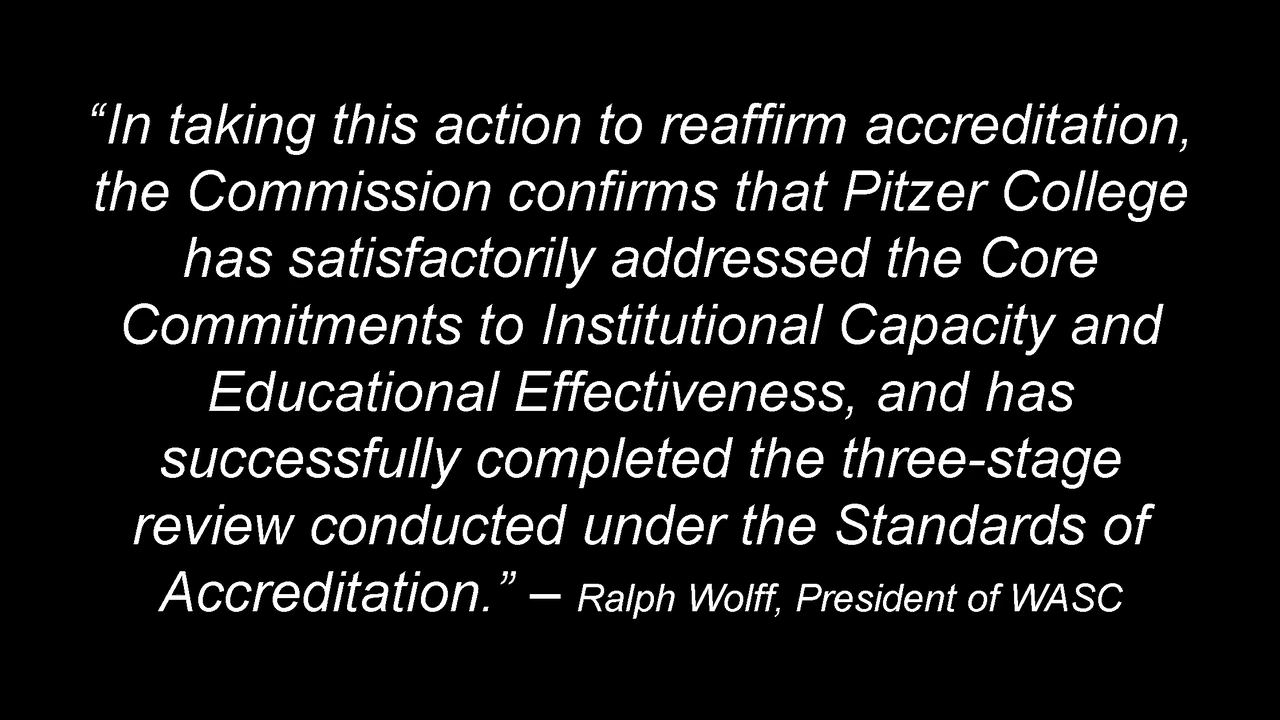 “In taking this action to reaffirm accreditation,
the Commission confirms that Pitzer College
has satisfactorily addressed the Core
Commitments to Institutional Capacity and
Educational Effectiveness, and has
successfully completed the three-stage
review conducted under the Standards of
Accreditation.” – Ralph Wolff, President of WASC